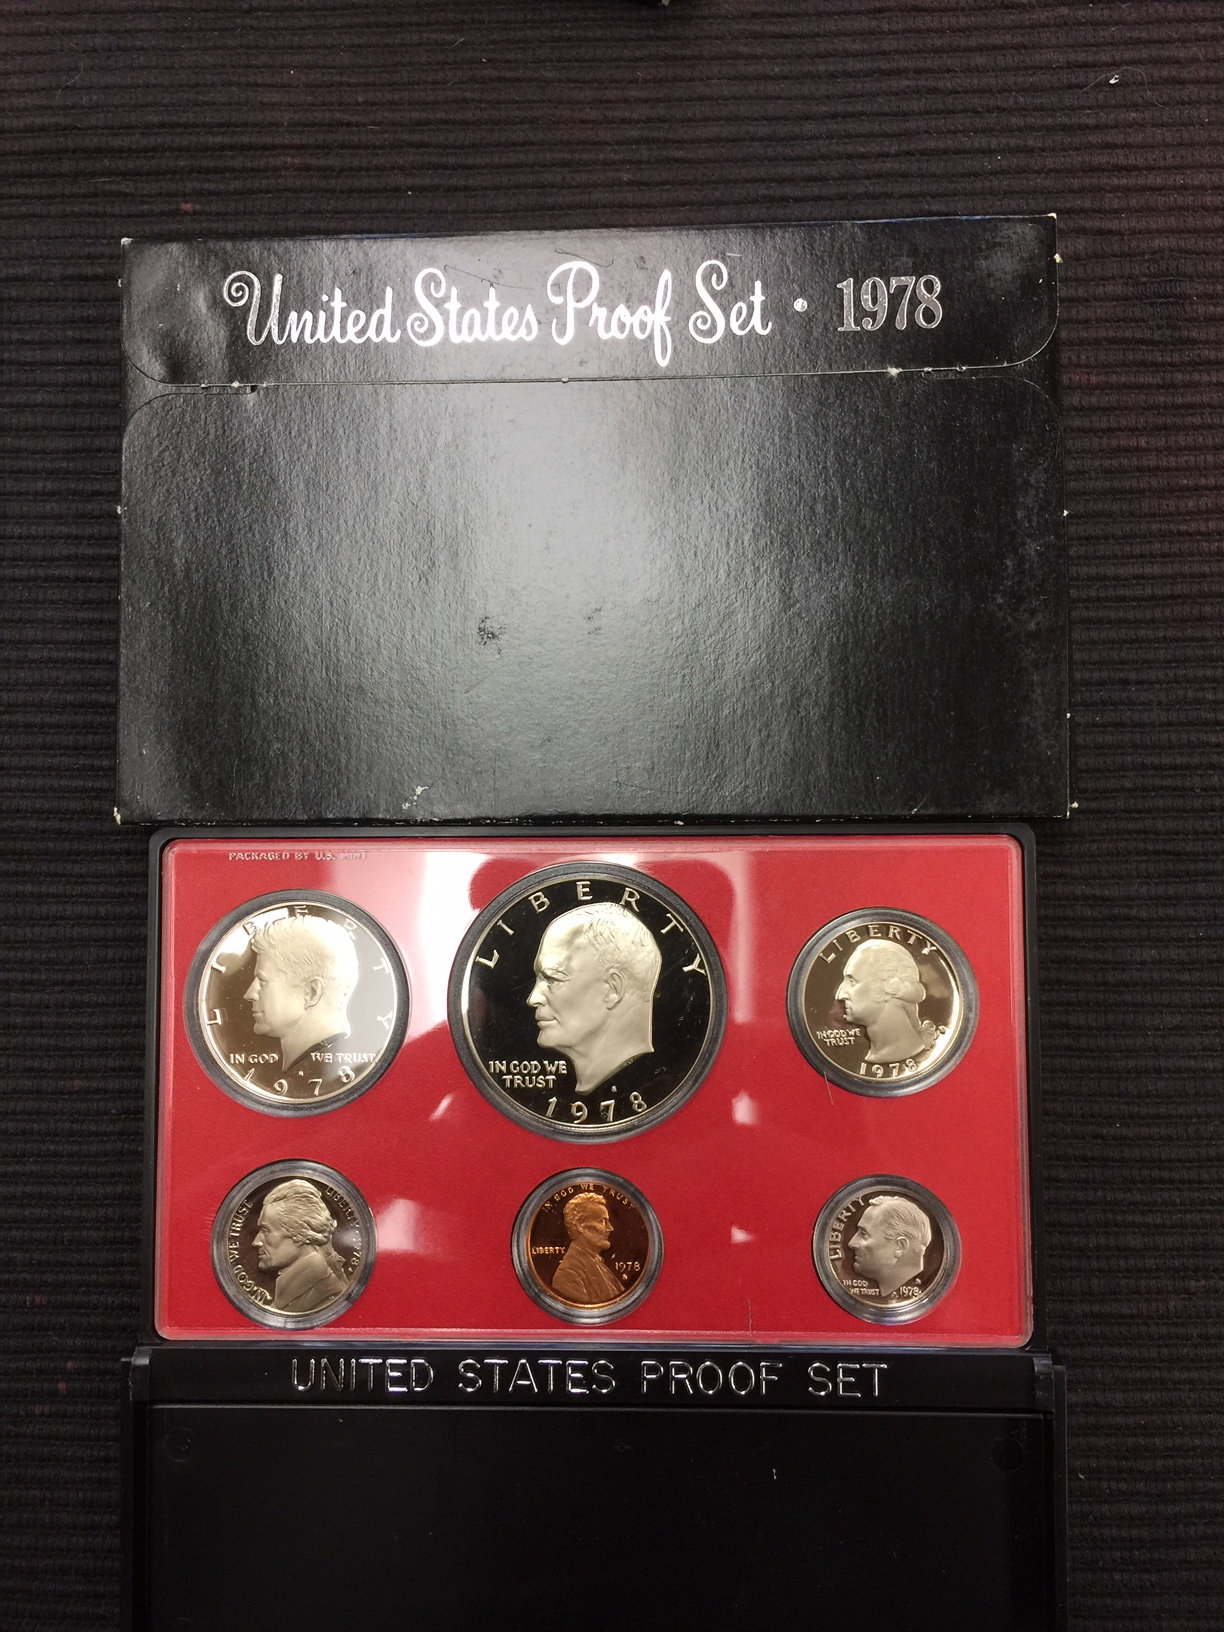 United States Proof Set · 1978
PACKAGED BY U.S. MINT
LIBERTY
IN GOD WE TRUST
1978
LIBERTY
IN GOD WE
TRUST
S
1978
LIBERTY
IN GOD WE
TRUST
1978
IN GOD WE TRUST
LIBERTY
1978
IN GOD WE TRUST
LIBERTY
1978
S
LIBERTY
IN GOD
WE TRUST
S
1978
UNITED STATES PROOF SET